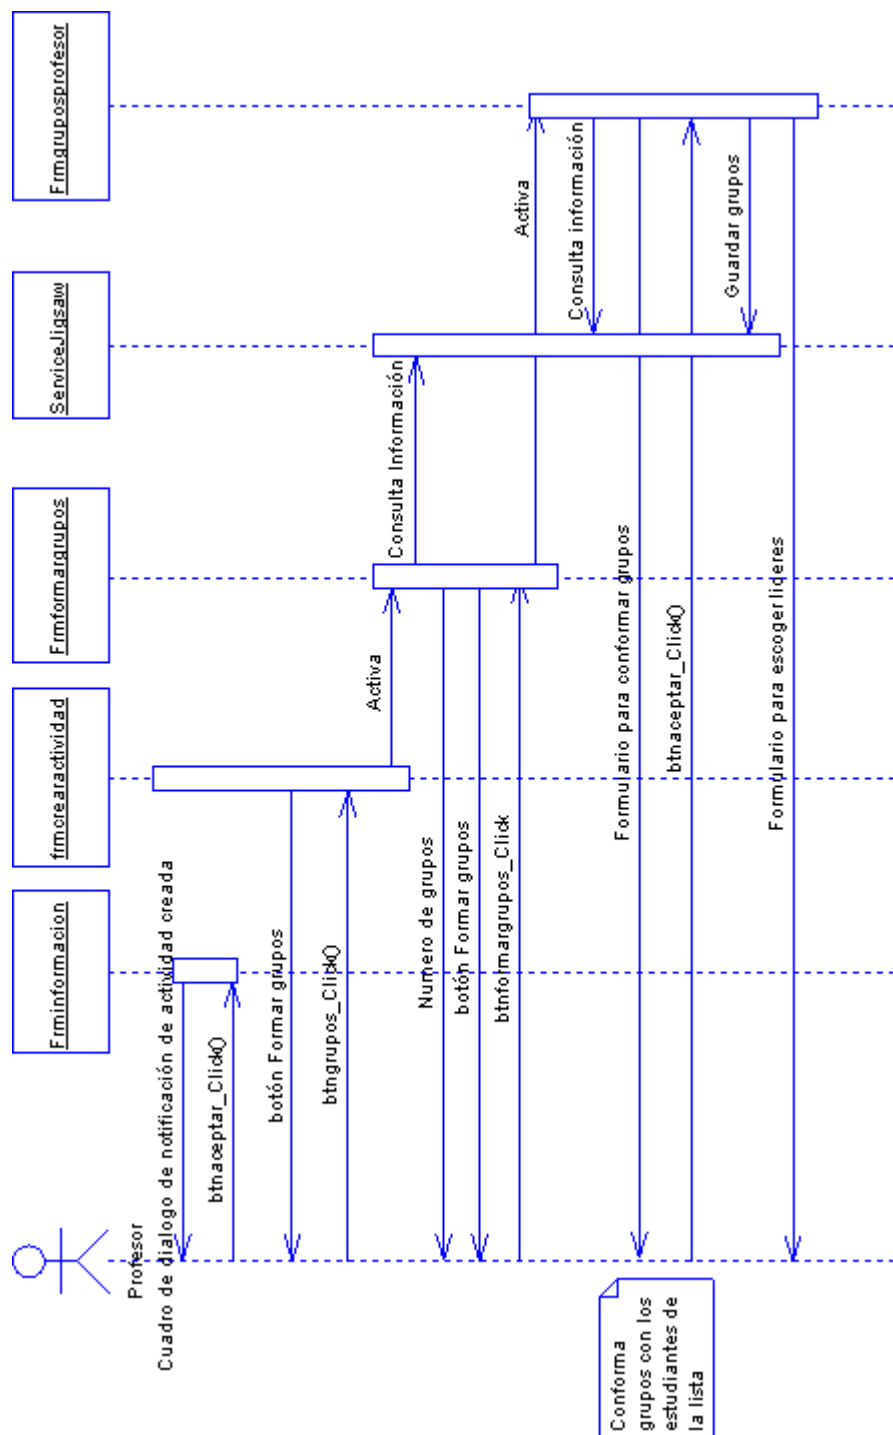 Profesor
Frminformacion
frmcrearactividad
Frmformargrupos
ServiceJigsaw
Frmgruposprofesor
Cuadro de dialogo de notificación de actividad creada
btnaceptar_Click()
botón Formar grupos
btngrupos_Click()
Activa
Consulta Información
Numero de grupos
botón Formar grupos
btnformargrupos_Click
Activa
Consulta información
Formulario para conformar grupos
Conforma
grupos con los
estudiantes de
la lista
btnaceptar_Click()
Guardar grupos
Formulario para escoger lideres